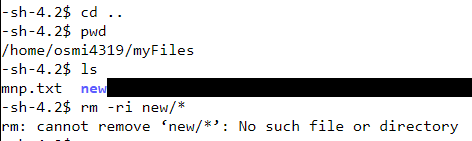 -sh-4.2$ cd ..
-sh-4.2$ pwd
/home/osmi4319/myFiles
-sh-4.2$ ls
mnp.txt  new
-sh-4.2$ rm -ri new/*
rm: cannot remove ‘new/*’: No such file or directory